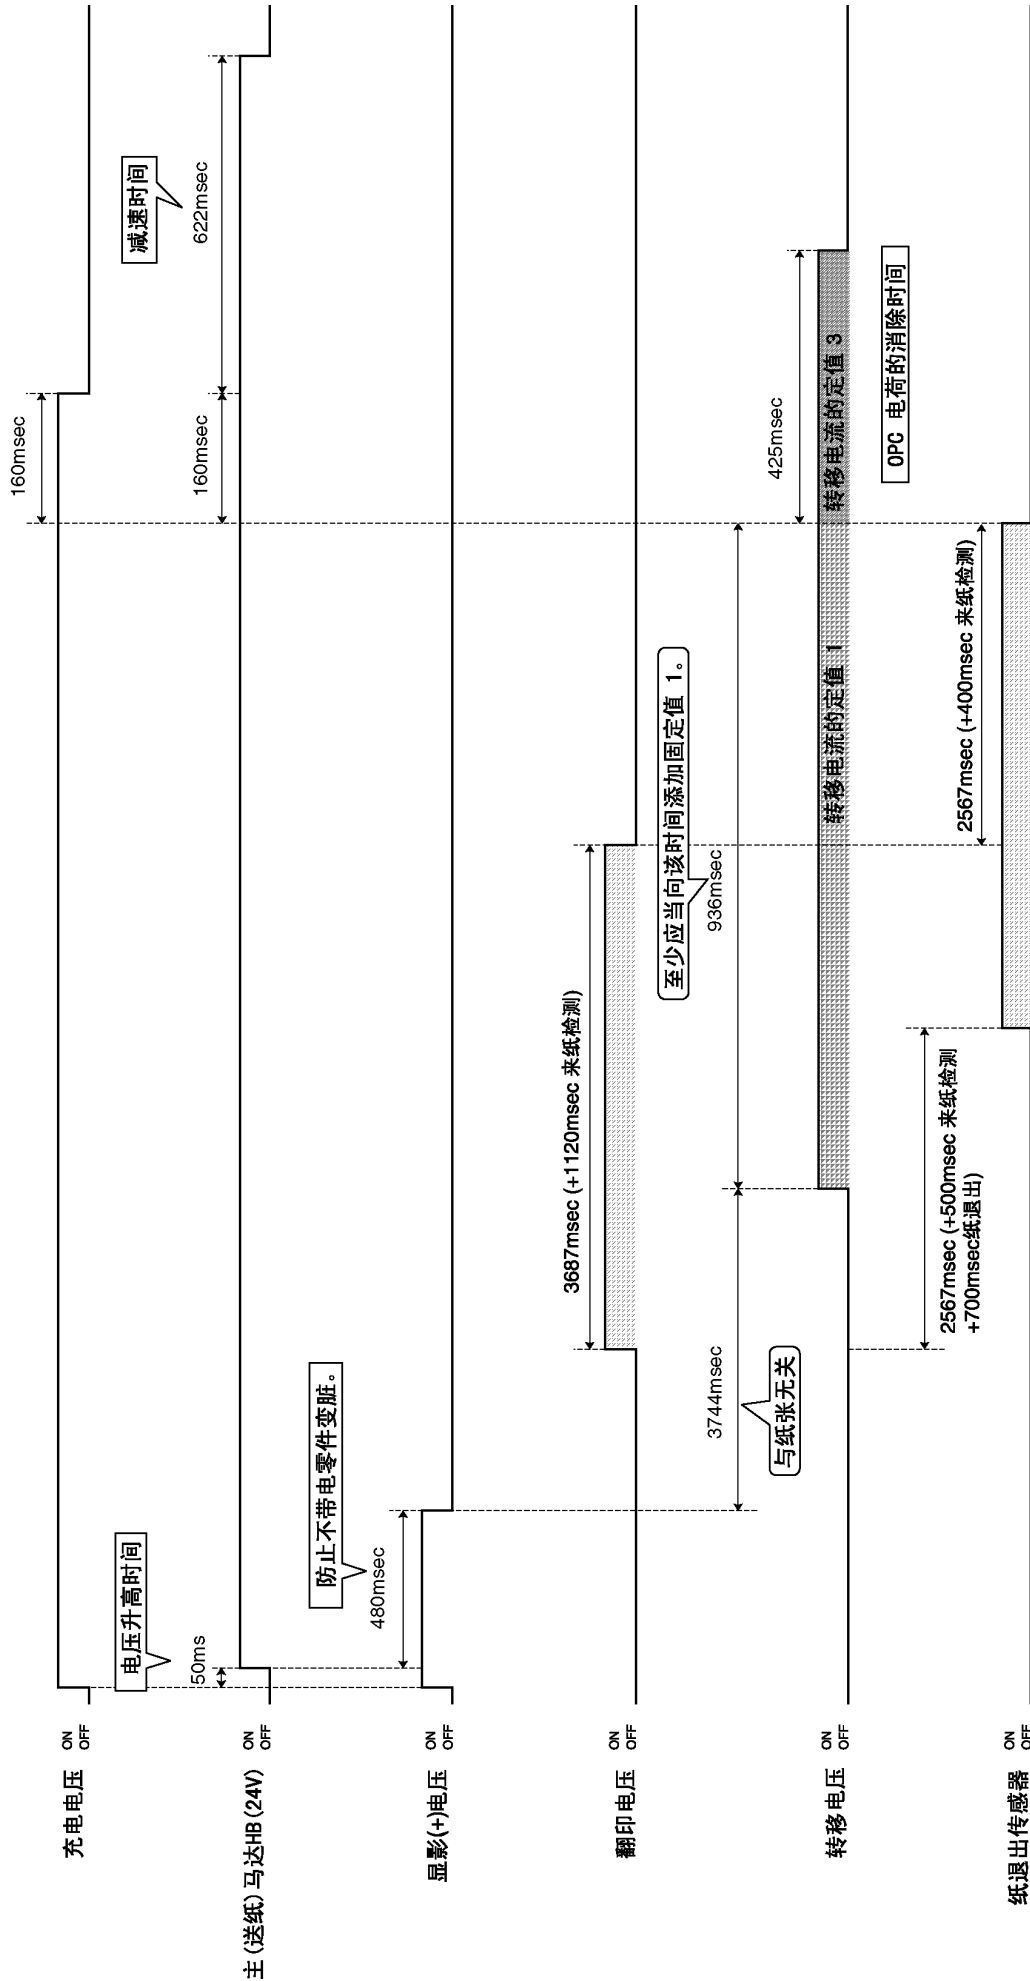 充电电压
ON
OFF
电压升高时间
160msec
主(送纸)马达HB(24V)
ON
OFF
50ms
160msec
减速时间
622msec
显影(+)电压
ON
OFF
防止不带电零件变脏。
480msec
翻印电压
ON
OFF
3687msec (+1120msec 来纸检测)
至少应当向该时间添加固定值 1。
3744msec
936msec
与纸张无关
转移电压
ON
OFF
转移电流的定值 1
转移电流的定值 3
425msec
OPC 电荷的消除时间
纸退出传感器
ON
OFF
2567msec (+500msec 来纸检测
+700msec纸退出)
2567msec (+400msec 来纸检测)